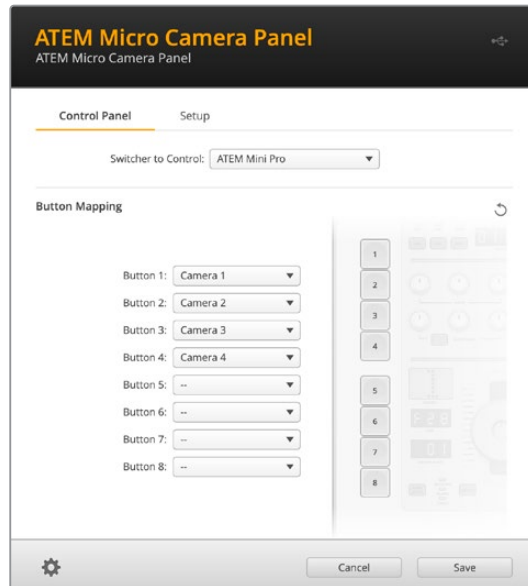 ATEM Micro Camera Panel
ATEM Micro Camera Panel
Control Panel Setup
Switcher to Control: ATEM Mini Pro
Button Mapping
Button 1: Camera 1
Button 2: Camera 2
Button 3: Camera 3
Button 4: Camera 4
Button 5: --
Button 6: --
Button 7: --
Button 8: --
1
2
3
4
5
6
7
8
Cancel Save